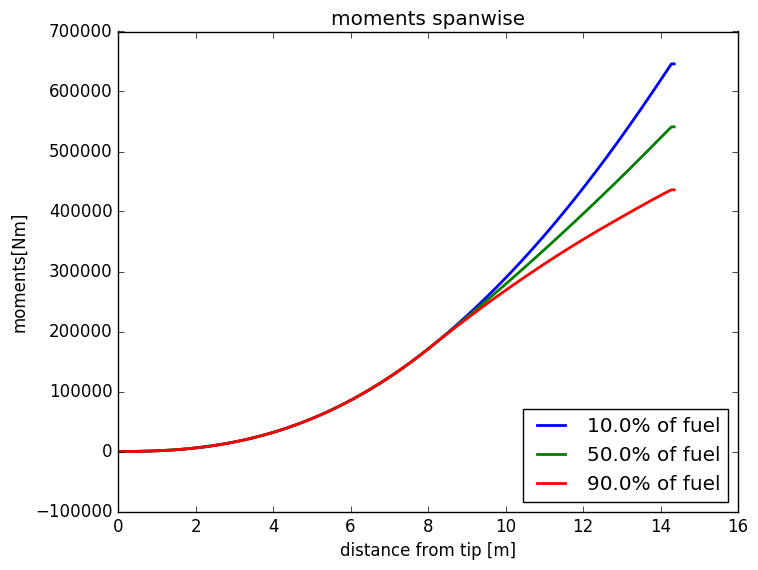 moments spanwise
700000
600000
500000
400000
300000
200000
100000
0
−100000
moments[Nm]
10.0% of fuel
50.0% of fuel
90.0% of fuel
0 2 4 6 8 10 12 14 16
distance from tip [m]